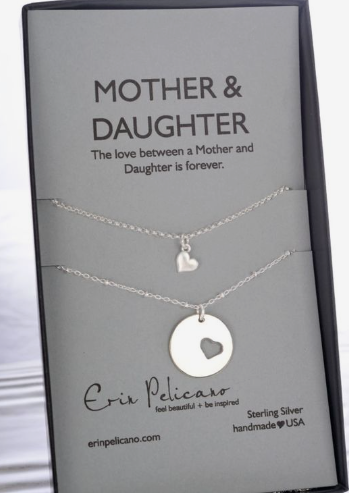 MOTHER &
DAUGHTER
The love between a Mother and
Daughter is forever.
Erin Pelicano
feel beautiful + be inspired
erinpelicano.com
Sterling Silver
handmade♥USA